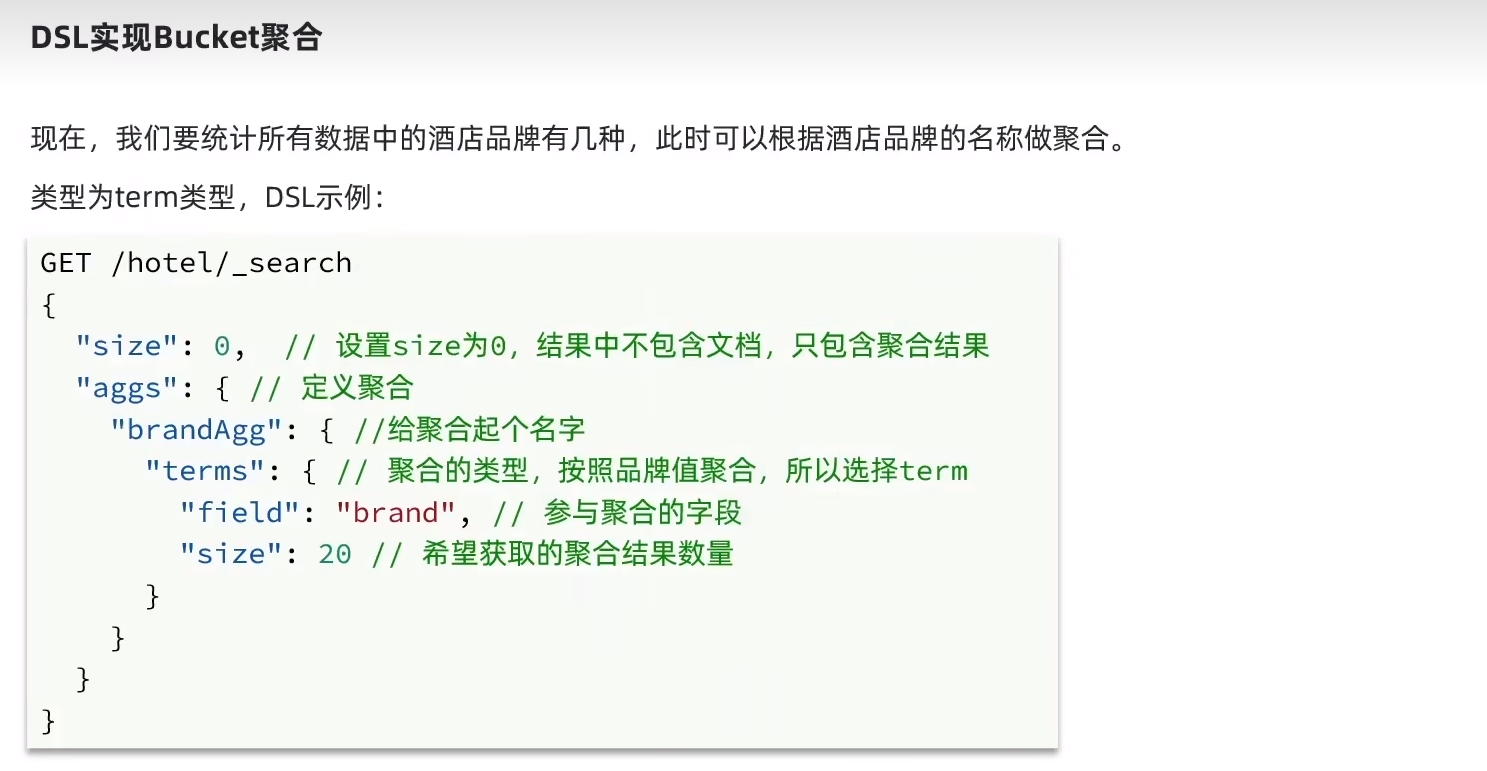 DSL实现Bucket聚合
现在，我们要统计所有数据中的酒店品牌有几种，此时可以根据酒店品牌的名称做聚合。
类型为term类型，DSL示例：
GET /hotel/_search
{
  "size": 0,  // 设置size为0，结果中不包含文档，只包含聚合结果
  "aggs": { // 定义聚合
    "brandAgg": { //给聚合起个名字
      "terms": { // 聚合的类型，按照品牌值聚合，所以选择term
        "field": "brand", // 参与聚合的字段
        "size": 20 // 希望获取的聚合结果数量
      }
    }
  }
}